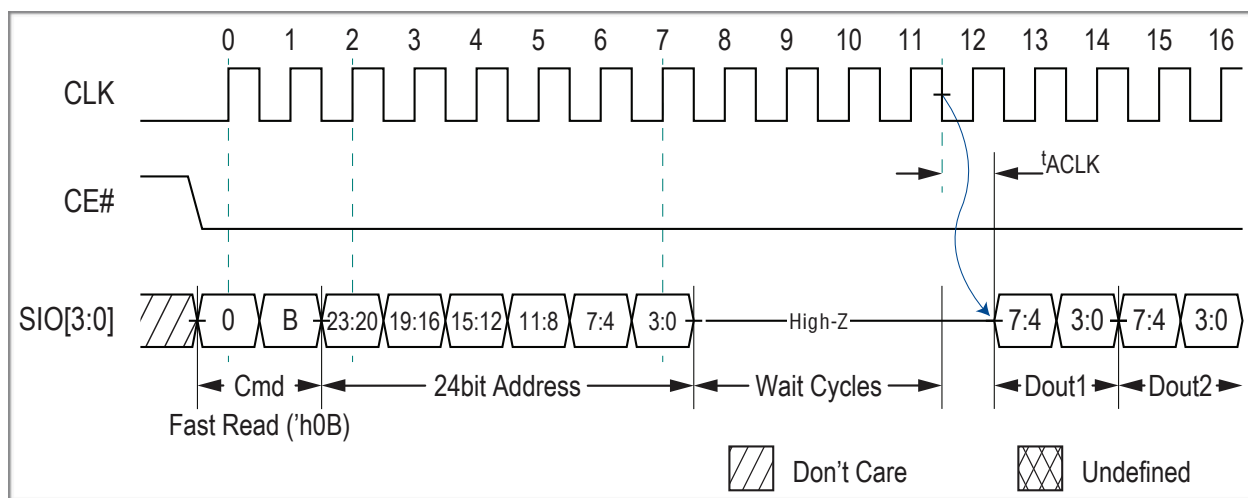 0 1 2 3 4 5 6 7 8 9 10 11 12 13 14 15 16
CLK
tACLK
CE#
SIO[3:0] 0 B 23:20 19:16 15:12 11:8 7:4 3:0 High-Z 7:4 3:0 7:4 3:0
Cmd 24bit Address Wait Cycles Dout1 Dout2
Fast Read ('h0B)
Don't Care Undefined